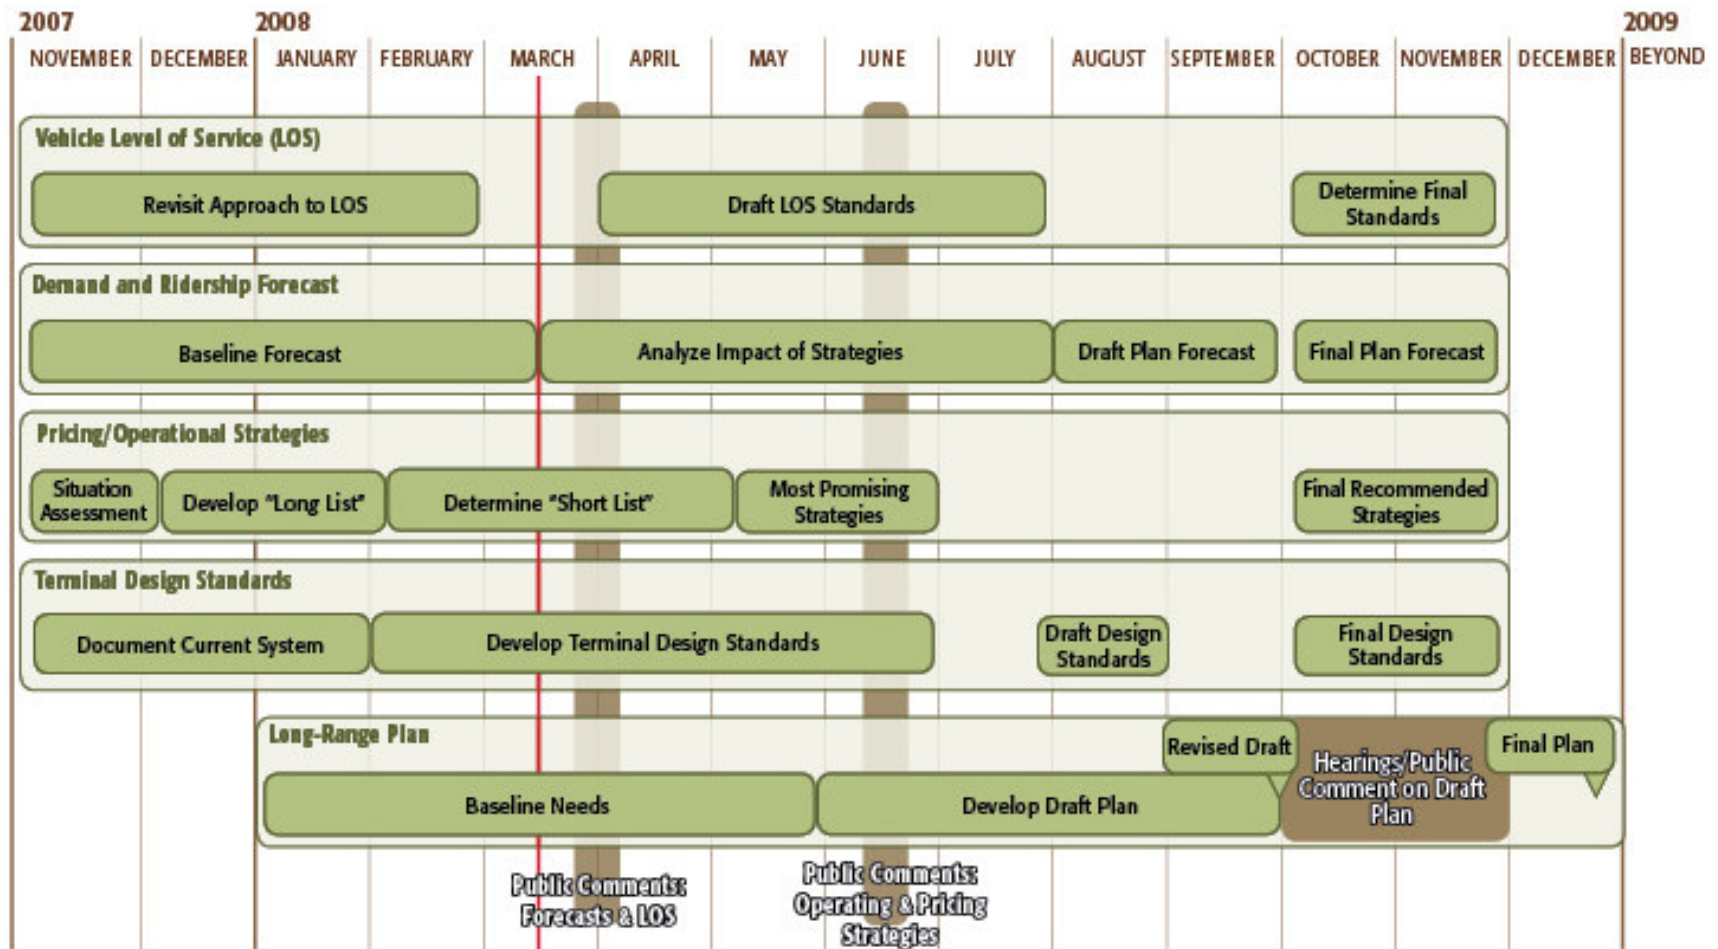 2007 2008 2009
NOVEMBER DECEMBER JANUARY FEBRUARY MARCH APRIL MAY JUNE JULY AUGUST SEPTEMBER OCTOBER NOVEMBER DECEMBER BEYOND
Vehicle Level of Service (LOS)
Revisit Approach to LOS
Draft LOS Standards
Determine Final
Standards
Demand and Ridership Forecast
Baseline Forecast
Analyze Impact of Strategies
Draft Plan Forecast
Final Plan Forecast
Pricing/Operational Strategies
Situation
Assessment
Develop "Long List"
Determine "Short List"
Most Promising
Strategies
Final Recommended
Strategies
Terminal Design Standards
Document Current System
Develop Terminal Design Standards
Draft Design
Standards
Final Design
Standards
Long-Range Plan
Baseline Needs
Develop Draft Plan
Revised Draft
Hearings/Public
Comment on Draft
Plan
Final Plan
Public Comments:
Forecasts & LOS
Public Comments:
Operating & Pricing
Strategies